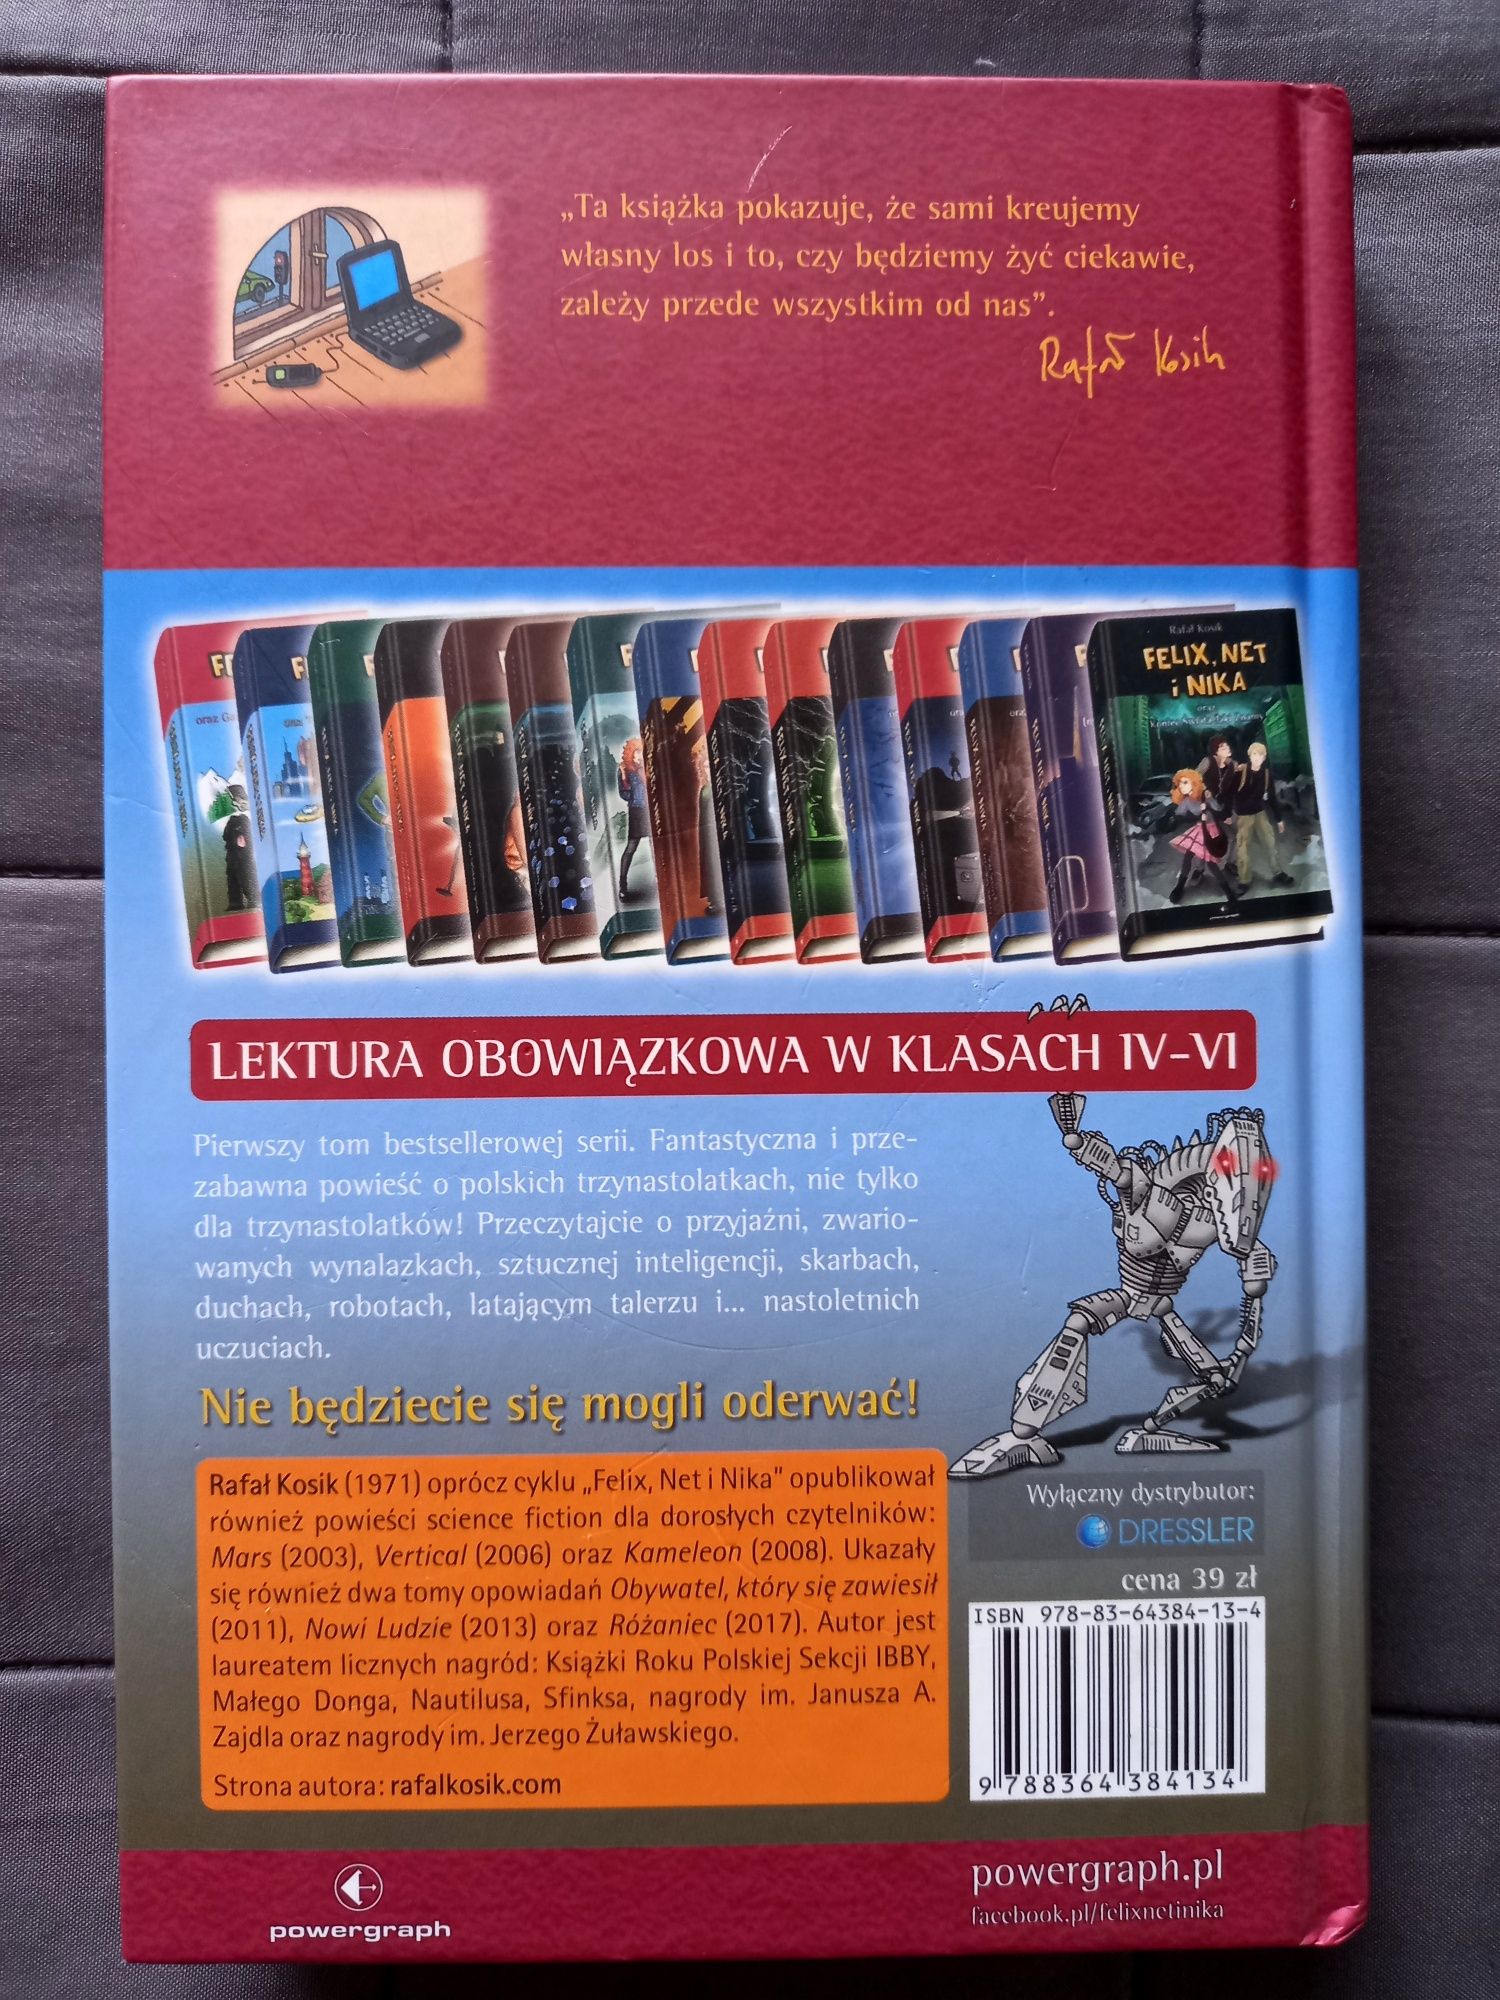 „Ta książka pokazuje, że sami kreujemy
własny los i to, czy będziemy żyć ciekawie,
zależy przede wszystkim od nas”.
Rafał Kosik
Rafał Kosik
FELIX, NET
i NIKA
oraz
Koniec Świata Jaki Znamy
oraz
LEKTURA OBOWIĄZKOWA W KLASACH IV–VI
Pierwszy tom bestsellerowej serii. Fantastyczna i prze-
zabawna powieść o polskich trzynastolatkach, nie tylko
dla trzynastolatków! Przeczytajcie o przyjaźni, zwario-
wanych wynalazkach, sztucznej inteligencji, skarbach,
duchach, robotach, latającym talerzu i... nastoletnich
uczuciach.
Nie będziecie się mogli oderwać!
Rafał Kosik (1971) oprócz cyklu „Felix, Net i Nika” opublikował
również powieści science fiction dla dorosłych czytelników:
Mars (2003), Vertical (2006) oraz Kameleon (2008). Ukazały
się również dwa tomy opowiadań Obywatel, który się zawiesił
(2011), Nowi Ludzie (2013) oraz Różaniec (2017). Autor jest
laureatem licznych nagród: Książki Roku Polskiej Sekcji IBBY,
Małego Donga, Nautilusa, Sfinksa, nagrody im. Janusza A.
Zajdla oraz nagrody im. Jerzego Żuławskiego.
Strona autora: rafalkosik.com
Wyłączny dystrybutor:
DRESSLER
cena 39 zł
ISBN 978-83-64384-13-4
9 788364 384134
powergraph
powergraph.pl
facebook.pl/felixnetinika